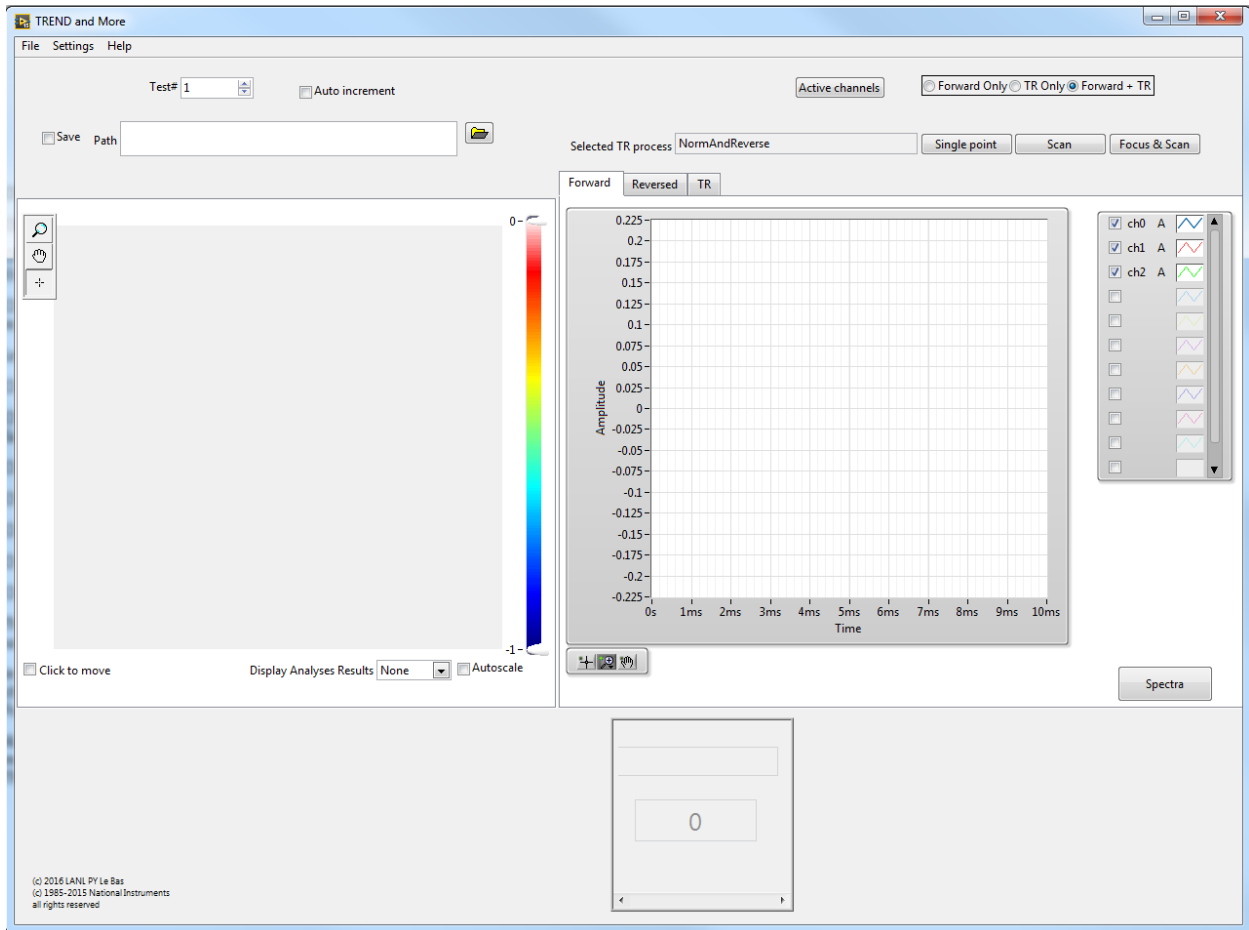 TREND and More
File Settings Help
Test# 1
Auto increment
Active channels
Forward Only TR Only Forward + TR
Save Path
Selected TR process NormAndReverse
Single point Scan Focus & Scan
Forward Reversed TR
0
-1
Click to move
Display Analyses Results None
Autoscale
0.225
0.2
0.175
0.15
0.125
0.1
0.075
0.05
0.025
0
-0.025
-0.05
-0.075
-0.1
-0.125
-0.15
-0.175
-0.2
-0.225
Amplitude
0s 1ms 2ms 3ms 4ms 5ms 6ms 7ms 8ms 9ms 10ms
Time
ch0 A
ch1 A
ch2 A
Spectra
0
(c) 2016 LANL PY Le Bas
(c) 1985-2015 National Instruments
all rights reserved